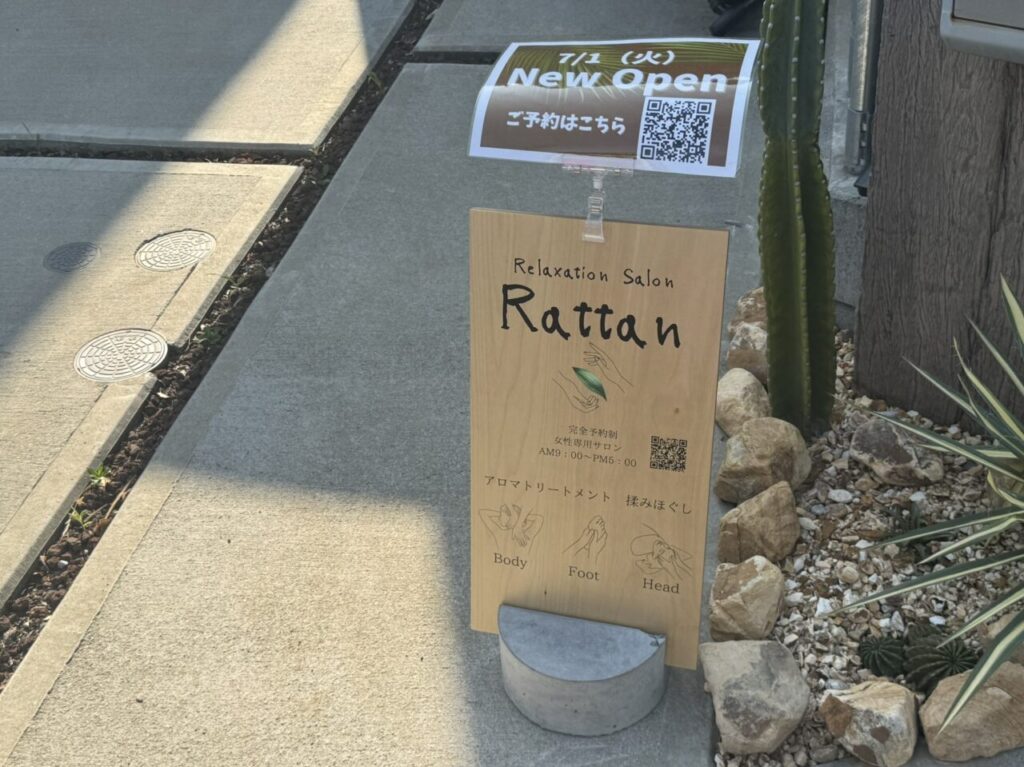 7/1 (火)
New Open
ご予約はこちら
Relaxation Salon
Rattan
完全予約制
女性専用サロン
AM9:00～PM5:00
アロマトリートメント 揉みほぐし
Body
Foot
Head